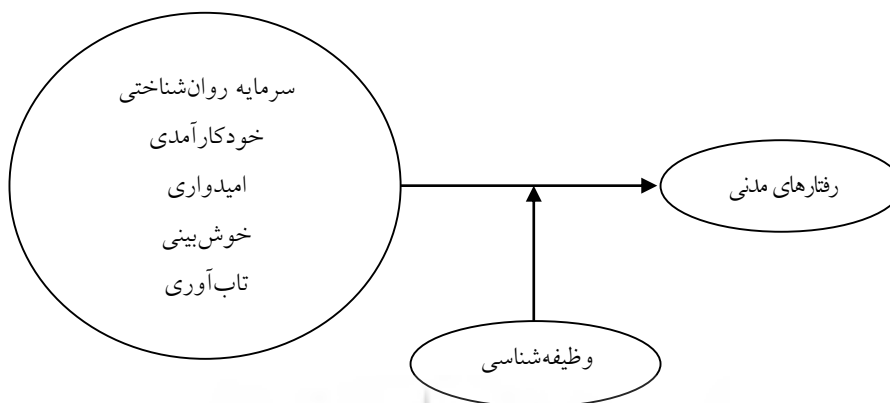 سرمایه روان‌شناختی
خودکارآمدی
امیدواری
خوش‌بینی
تاب‌آوری
رفتارهای مدنی
وظیفه‌شناسی